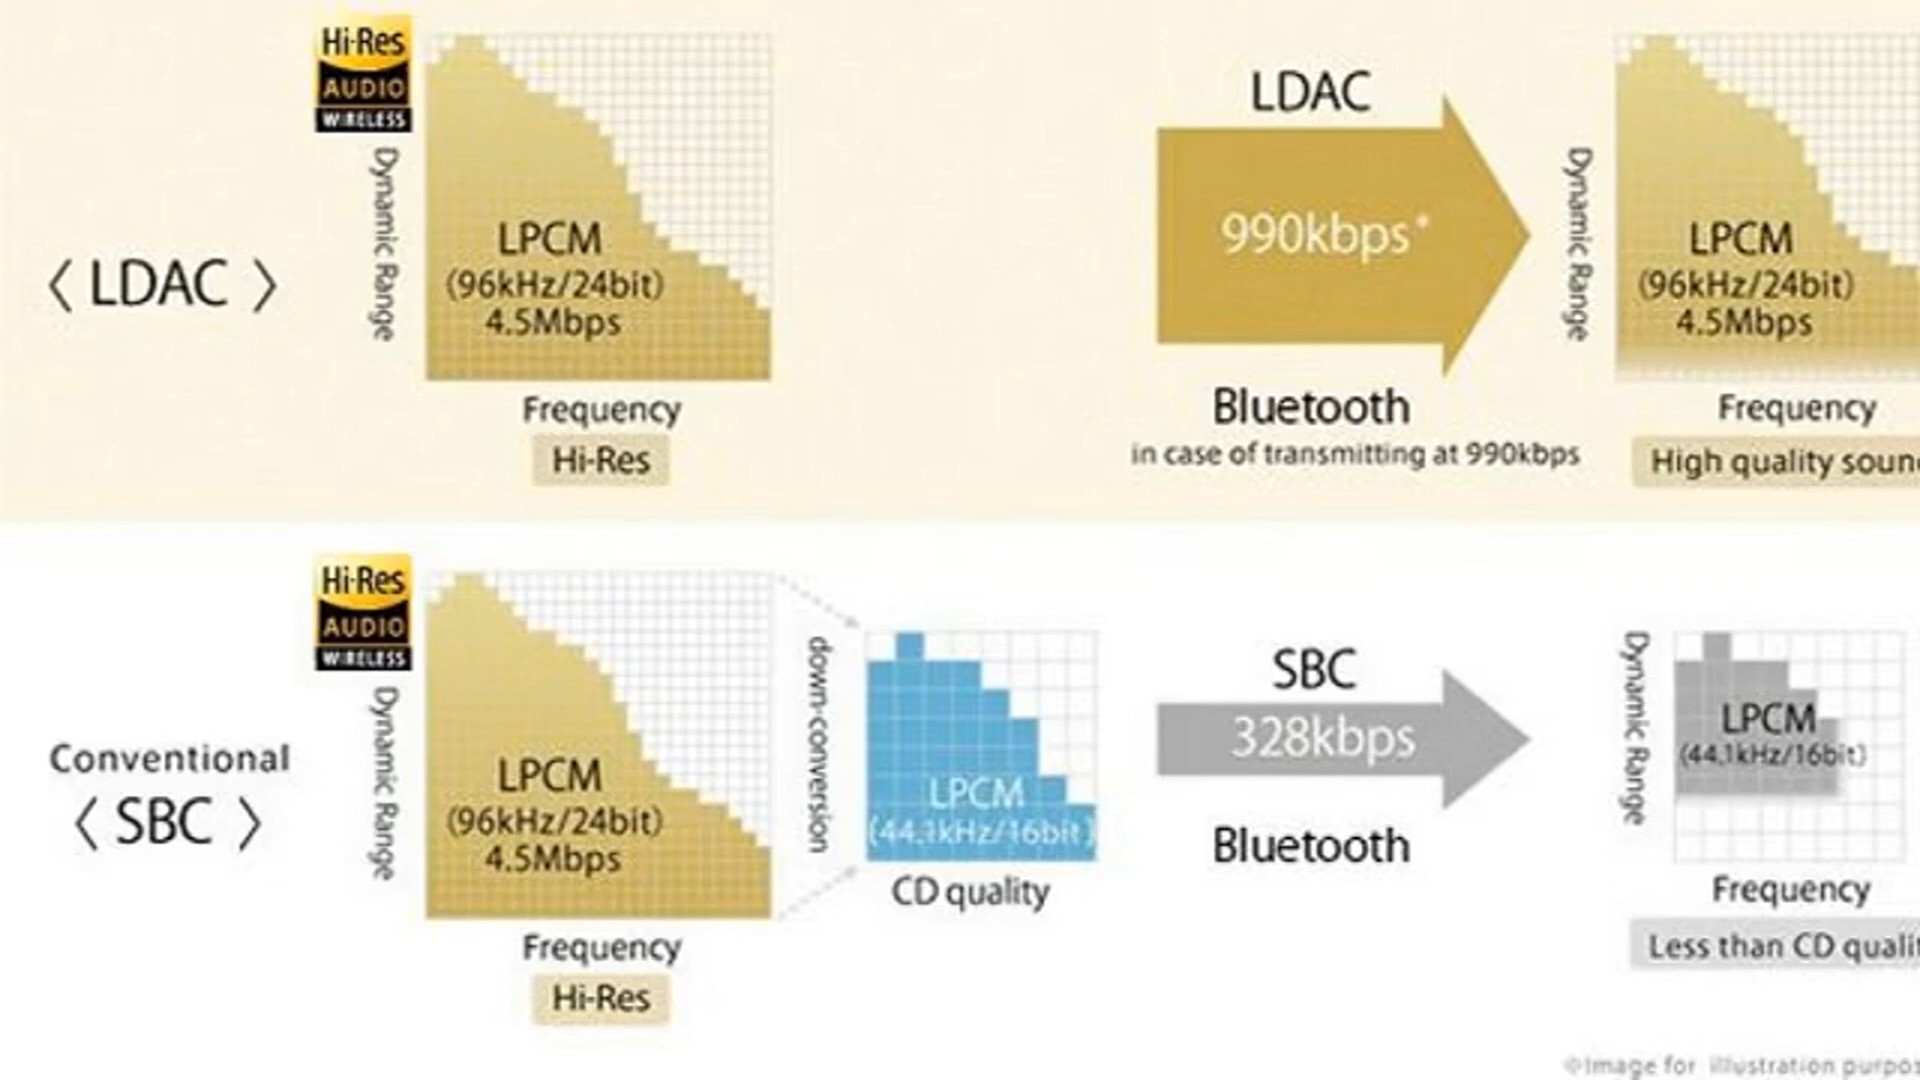 Hi-Res
AUDIO
WIRELESS
Dynamic Range
〈 LDAC 〉
LPCM
(96kHz/24bit)
4.5Mbps
Frequency
Hi-Res
LDAC
990kbps*
Bluetooth
in case of transmitting at 990kbps
Dynamic Range
LPCM
(96kHz/24bit)
4.5Mbps
Frequency
High quality soun
Hi-Res
AUDIO
WIRELESS
Dynamic Range
Conventional
〈 SBC 〉
LPCM
(96kHz/24bit)
4.5Mbps
Frequency
Hi-Res
down-conversion
LPCM
(44.1kHz/16bit)
CD quality
SBC
328kbps
Bluetooth
Dynamic Range
LPCM
(44.1kHz/16bit)
Frequency
Less than CD qualit
©Image for illustration purpos